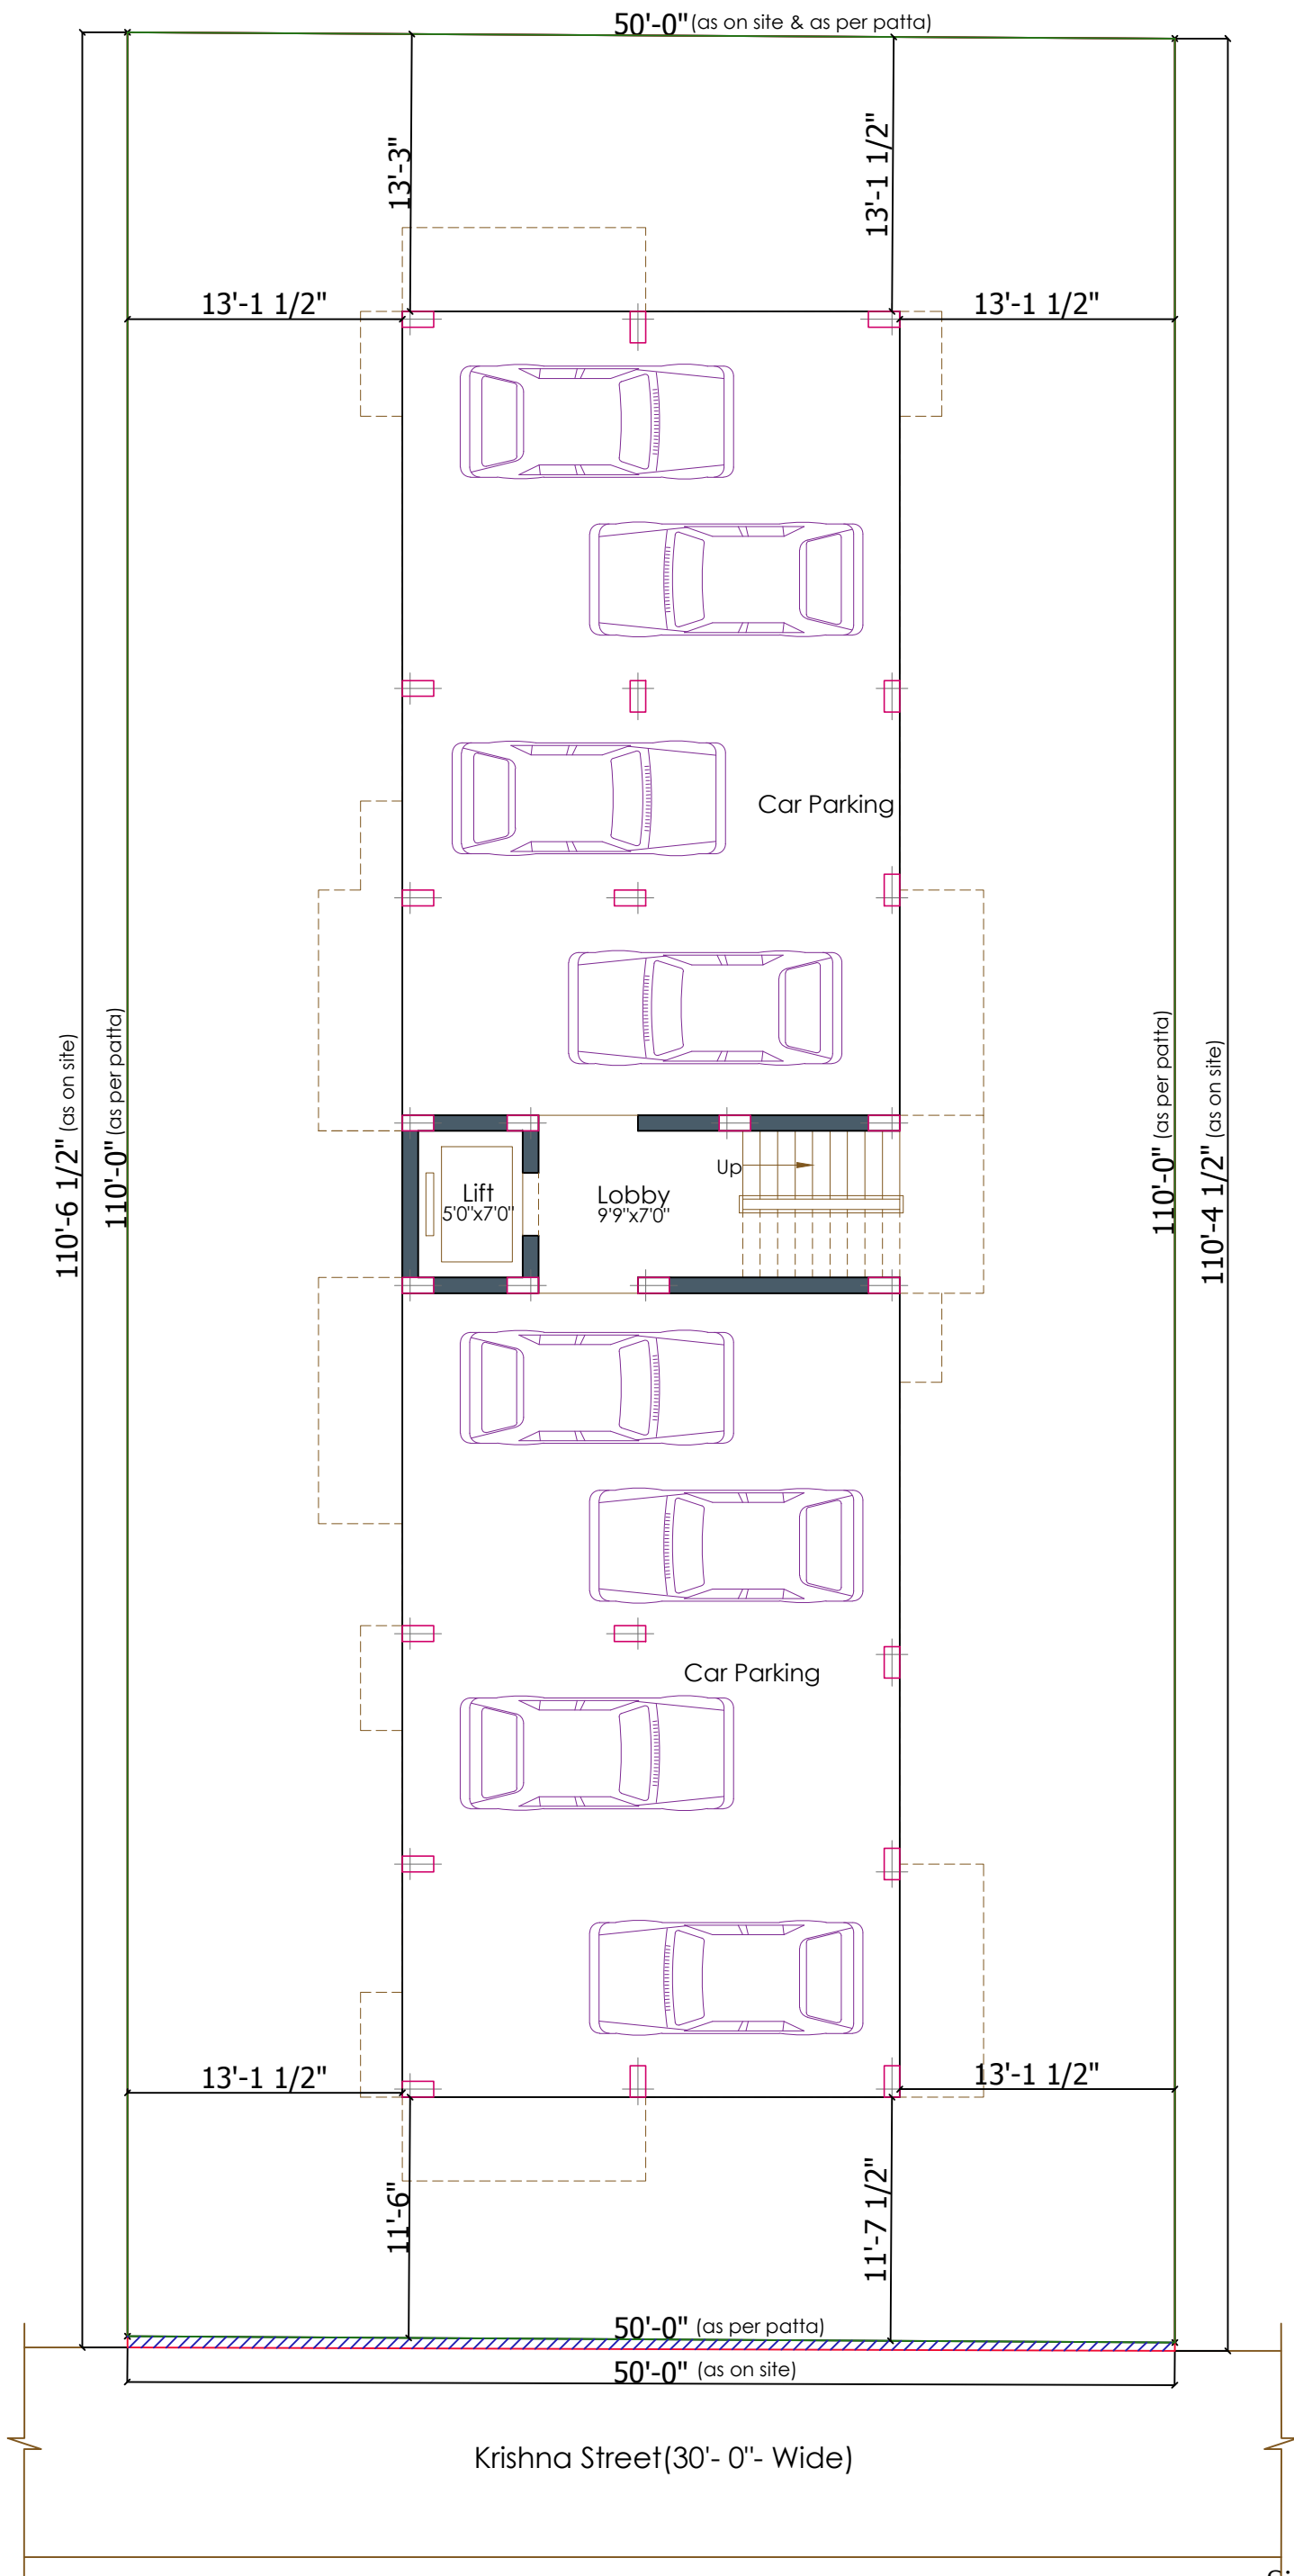 50'-0"(as on site & as per patta)
13'-3"
13'-1 1/2"
13'-1 1/2"
13'-1 1/2"
Car Parking
110'-6 1/2" (as on site)
110'-0" (as per patta)
110'-0" (as per patta)
110'-4 1/2" (as on site)
Up
Lift
5'0"x7'0"
Lobby
9'9"x7'0"
Car Parking
13'-1 1/2"
13'-1 1/2"
11'-6"
11'-7 1/2"
50'-0" (as per patta)
50'-0" (as on site)
Krishna Street(30'- 0"- Wide)